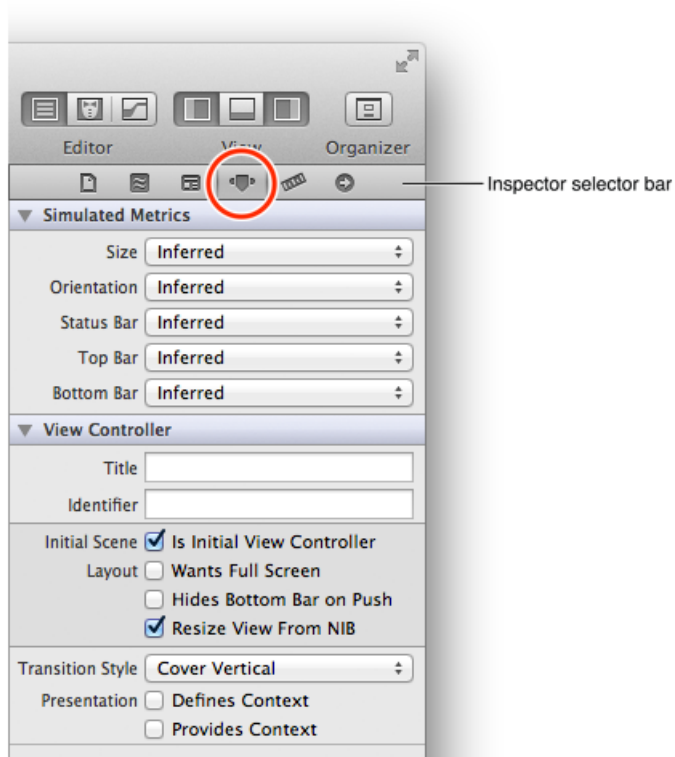 Editor View Organizer
Inspector selector bar
Simulated Metrics
Size Inferred
Orientation Inferred
Status Bar Inferred
Top Bar Inferred
Bottom Bar Inferred
View Controller
Title
Identifier
Initial Scene Is Initial View Controller
Layout Wants Full Screen
Hides Bottom Bar on Push
Resize View From NIB
Transition Style Cover Vertical
Presentation Defines Context
Provides Context